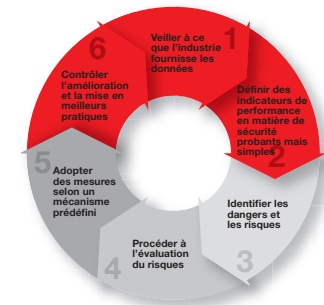 1
Veiller à ce
que l'industrie
fournisse les
données
2
Définir des
indicateurs de
performance
en matière de
sécurité
probants mais
simples
3
Identifier les
dangers et
les risques
4
Procéder à
l'évaluation
du risques
5
Adopter
des mesures
selon un
mécanisme
prédéfini
6
Contrôler
l'amélioration
et la mise en
meilleurs
pratiques